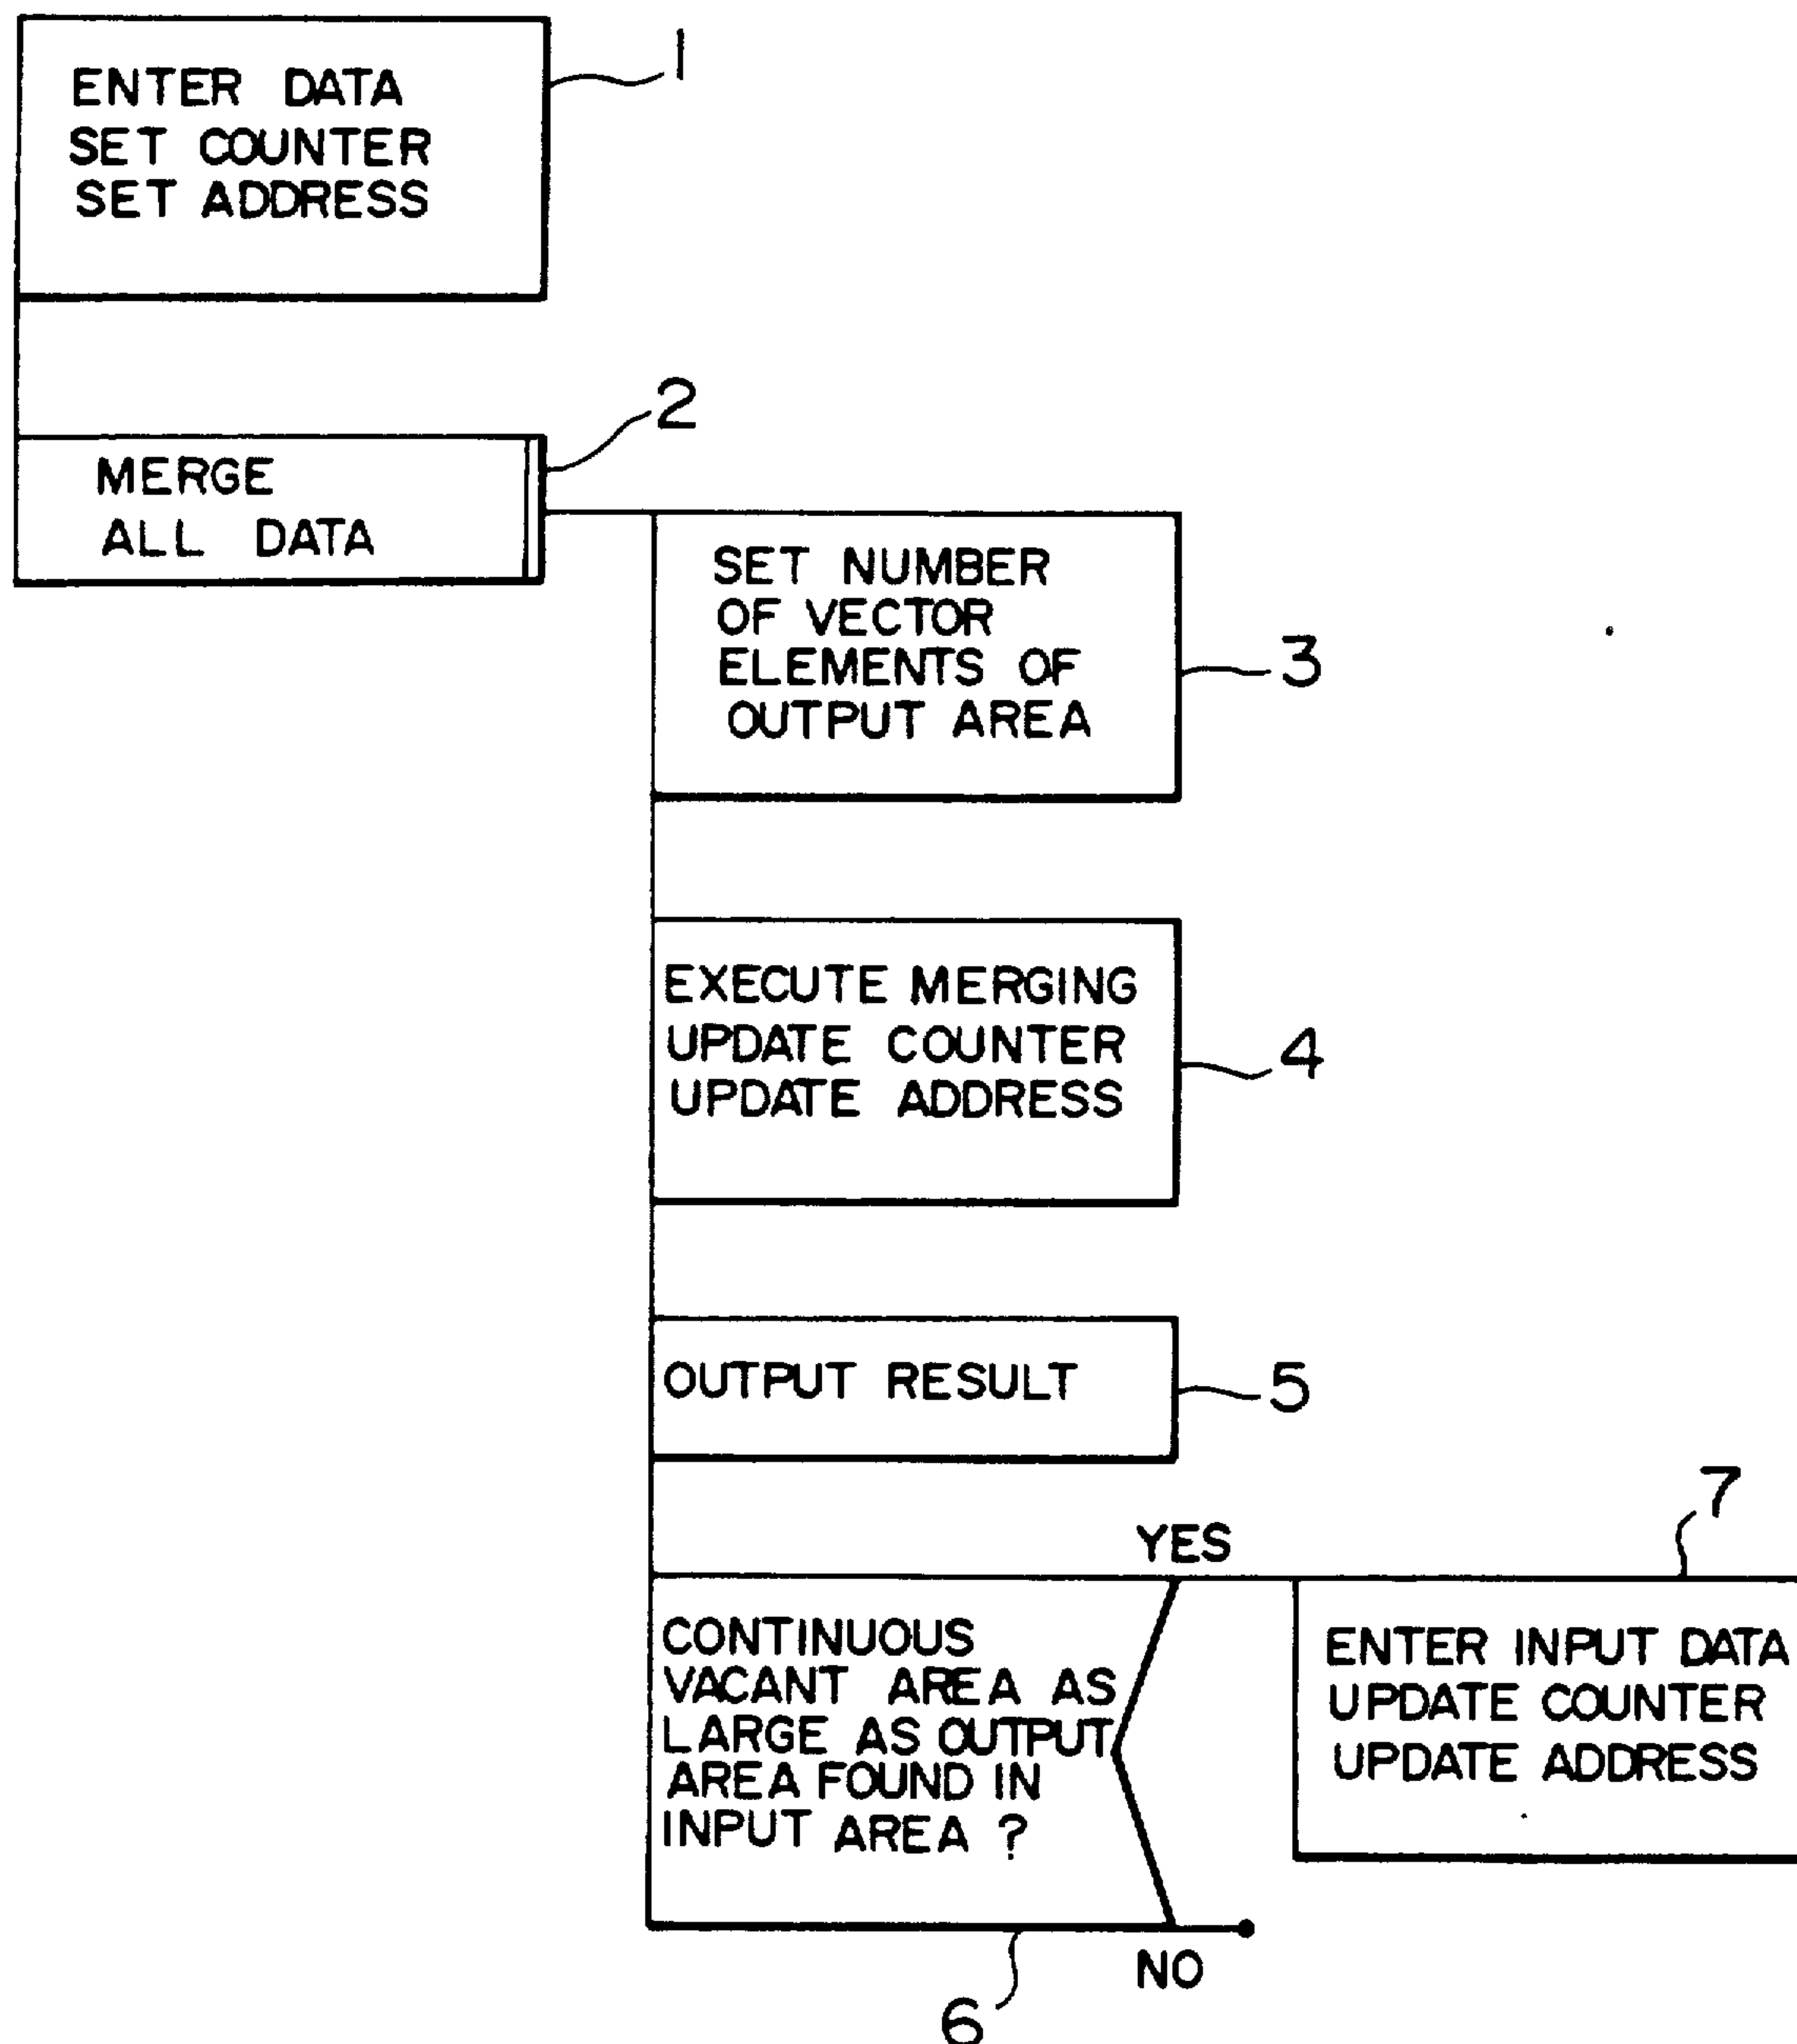 ENTER DATA
SET COUNTER
SET ADDRESS
1
MERGE
ALL DATA
2
SET NUMBER
OF VECTOR
ELEMENTS OF
OUTPUT AREA
3
EXECUTE MERGING
UPDATE COUNTER
UPDATE ADDRESS
4
OUTPUT RESULT
5
CONTINUOUS
VACANT AREA AS
LARGE AS OUTPUT
AREA FOUND IN
INPUT AREA ?
6
YES
NO
7
ENTER INPUT DATA
UPDATE COUNTER
UPDATE ADDRESS